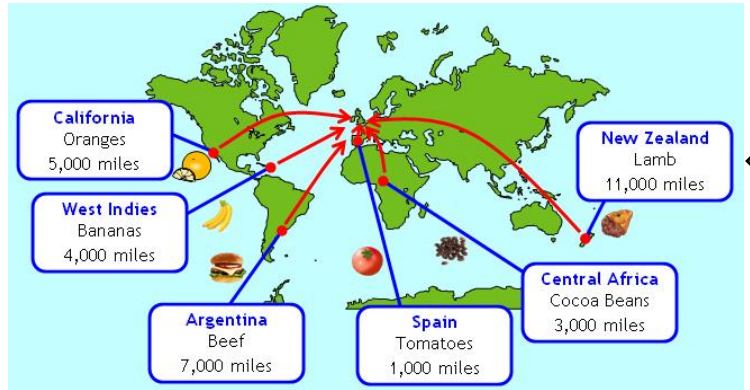 California
Oranges
5,000 miles
West Indies
Bananas
4,000 miles
Argentina
Beef
7,000 miles
Spain
Tomatoes
1,000 miles
Central Africa
Cocoa Beans
3,000 miles
New Zealand
Lamb
11,000 miles